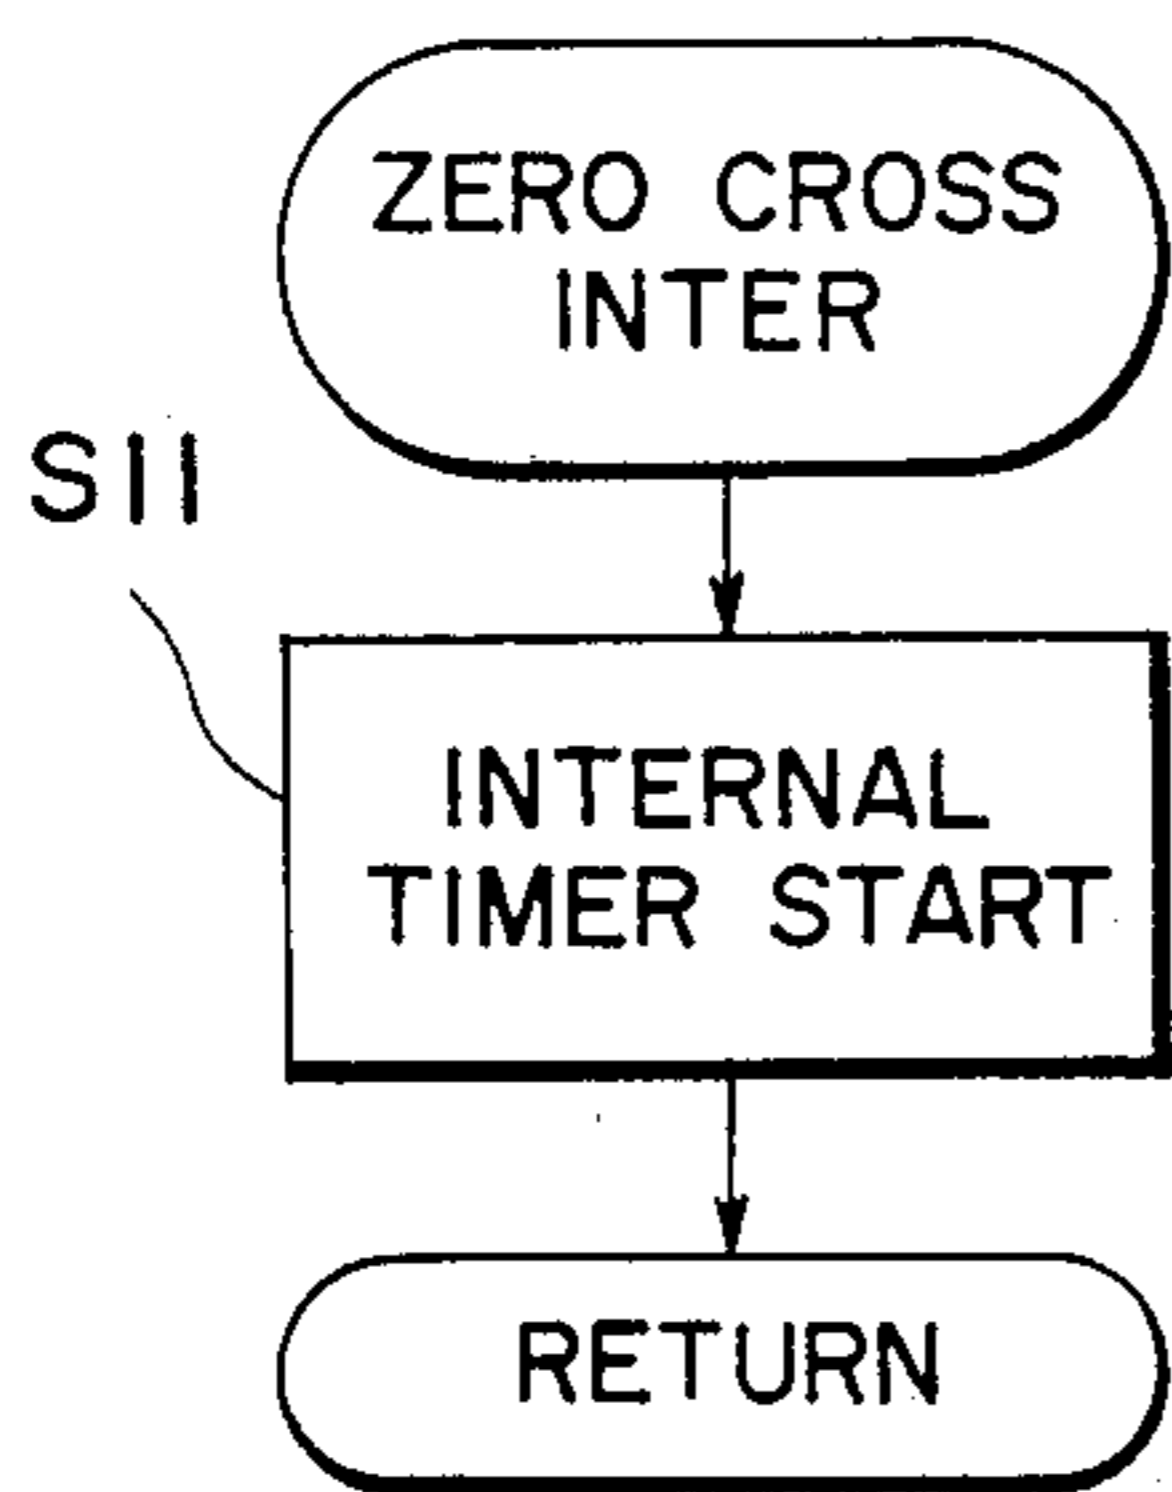 ZERO CROSS
INTER
S11
INTERNAL
TIMER START
RETURN